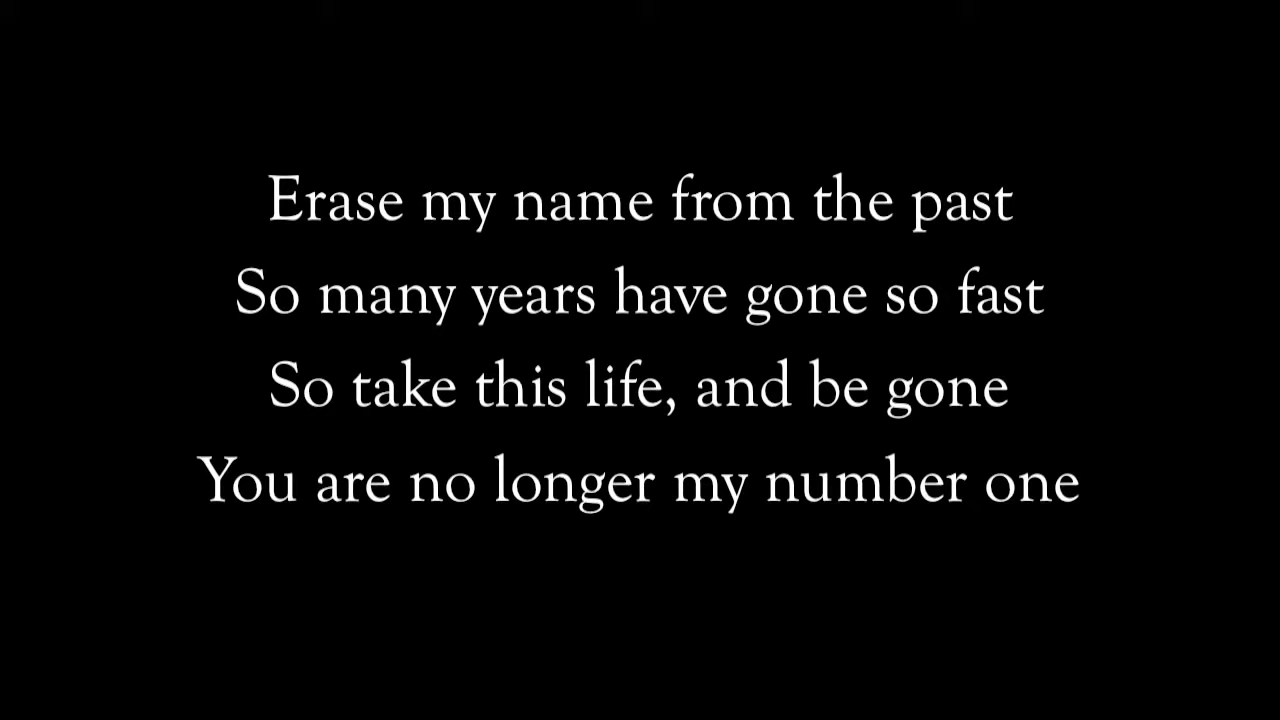 Erase my name from the past
So many years have gone so fast
So take this life, and be gone
You are no longer my number one